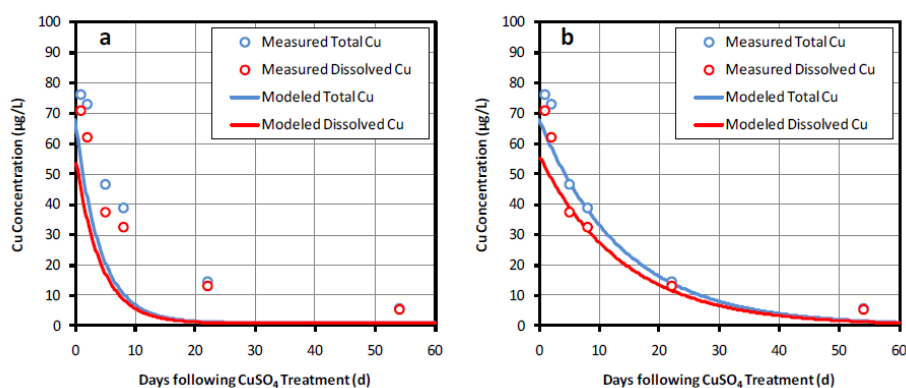 a
Measured Total Cu
Measured Dissolved Cu
Modeled Total Cu
Modeled Dissolved Cu
100
90
80
70
60
50
40
30
20
10
0
Cu Concentration (µg/L)
0 10 20 30 40 50 60
Days following CuSO₄ Treatment (d)
b
Measured Total Cu
Measured Dissolved Cu
Modeled Total Cu
Modeled Dissolved Cu
100
90
80
70
60
50
40
30
20
10
0
Cu Concentration (µg/L)
0 10 20 30 40 50 60
Days following CuSO₄ Treatment (d)